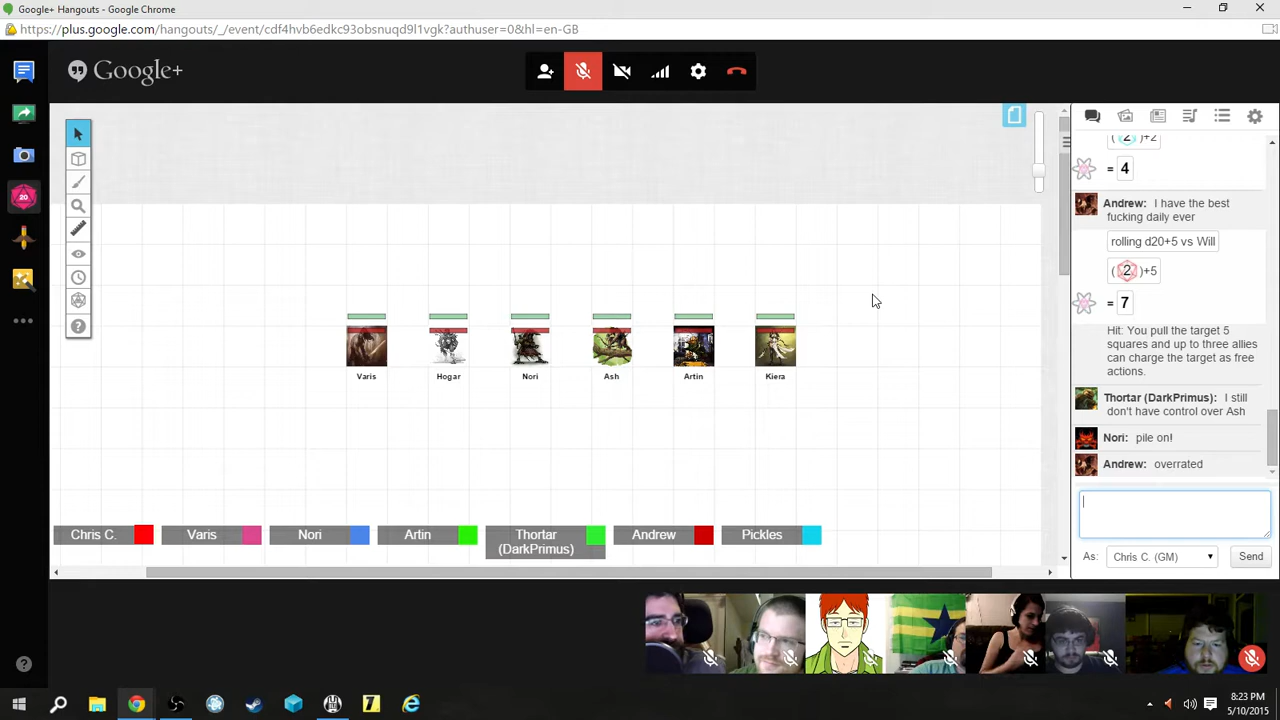 Google+ Hangouts - Google Chrome
https://plus.google.com/hangouts/_/event/cdf4hvb6edkc93obsnuqd9l1vgk?authuser=0&hl=en-GB
Google+
20
( 2 )+2
= 4
Andrew: I have the best
fucking daily ever
rolling d20+5 vs Will
( 2 )+5
= 7
Hit: You pull the target 5
squares and up to three allies
can charge the target as free
actions.
Thortar (DarkPrimus): I still
don't have control over Ash
Nori: pile on!
Andrew: overrated
Varis
Hogar
Nori
Ash
Artin
Kiera
Chris C.
Varis
Nori
Artin
Thortar
(DarkPrimus)
Andrew
Pickles
As: Chris C. (GM)
Send
8:23 PM
5/10/2015